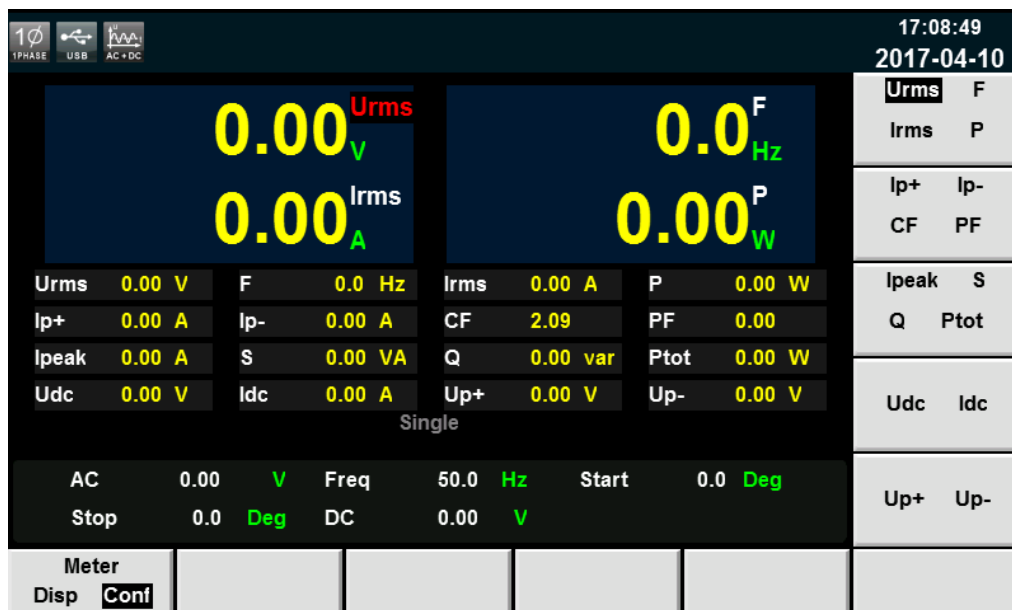 1Ø
1PHASE USB AC+DC
17:08:49
2017-04-10
0.00 Urms V
0.0 F Hz
0.00 Irms A
0.00 P W
Urms 0.00 V F 0.0 Hz Irms 0.00 A P 0.00 W
Ip+ 0.00 A Ip- 0.00 A CF 2.09 PF 0.00
Ipeak 0.00 A S 0.00 VA Q 0.00 var Ptot 0.00 W
Udc 0.00 V Idc 0.00 A Up+ 0.00 V Up- 0.00 V
Single
AC 0.00 V Freq 50.0 Hz Start 0.0 Deg
Stop 0.0 Deg DC 0.00 V
Urms F
Irms P
Ip+ Ip-
CF PF
Ipeak S
Q Ptot
Udc Idc
Up+ Up-
Meter
Disp Conf